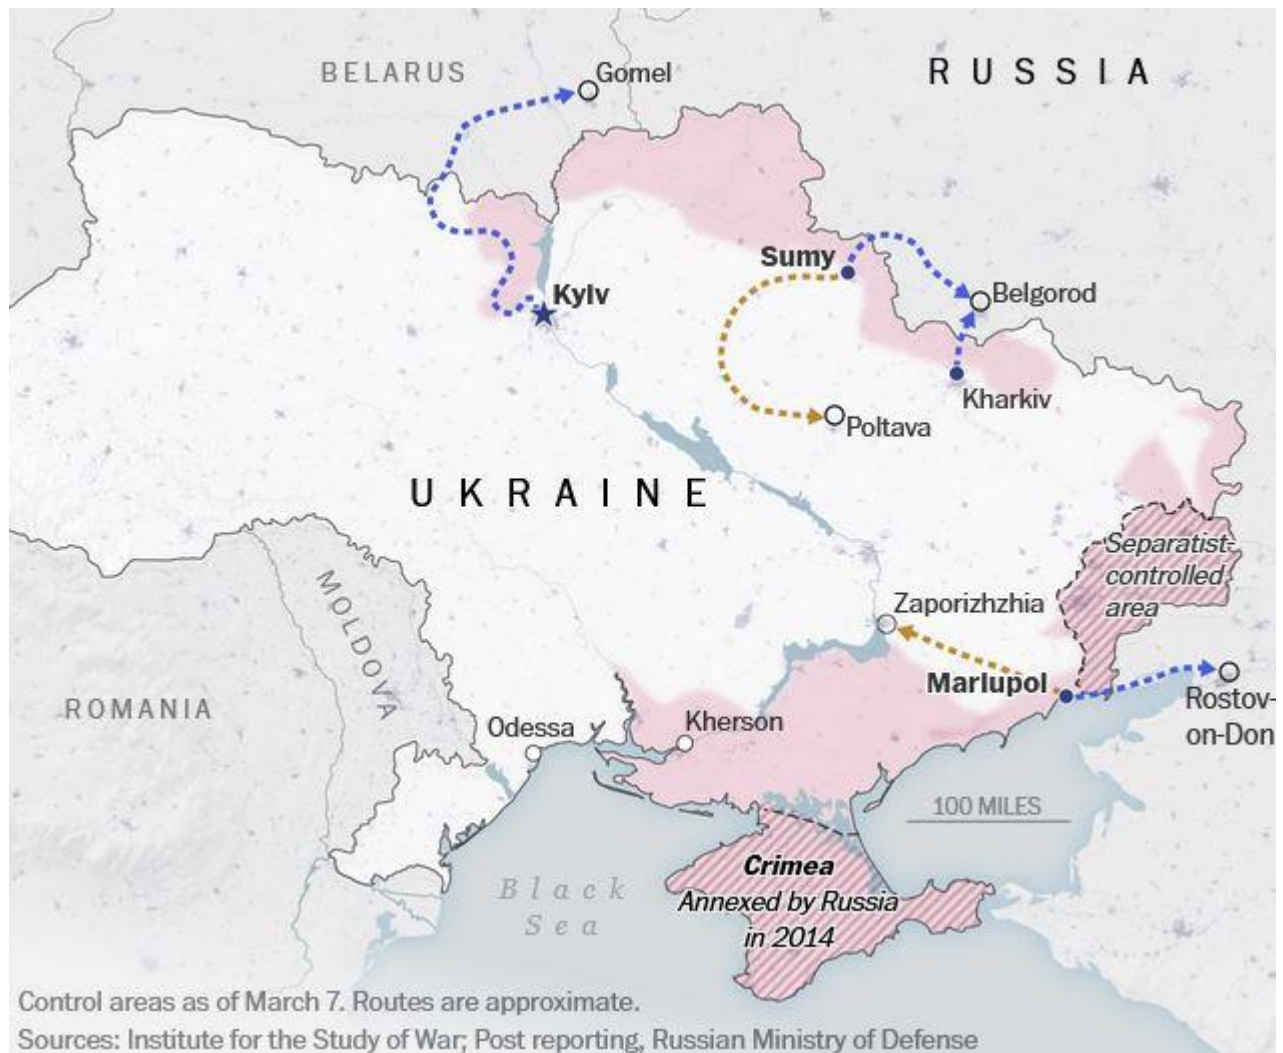 BELARUS
Gomel
RUSSIA
Sumy
Belgorod
Kyiv
Kharkiv
Poltava
UKRAINE
Separatist-
controlled
area
MOLDOVA
Zaporizhzhia
Mariupol
ROMANIA
Rostov-
on-Don
Odessa
Kherson
100 MILES
Crimea
Annexed by Russia
in 2014
Black
Sea
Control areas as of March 7. Routes are approximate.
Sources: Institute for the Study of War; Post reporting, Russian Ministry of Defense